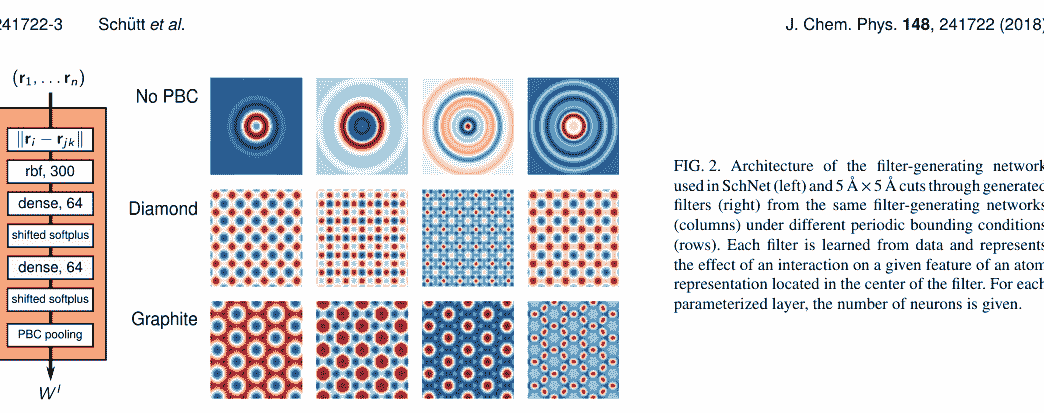 241722-3 Schütt et al.
J. Chem. Phys. 148, 241722 (2018)
(r1, . . . rn)
‖ri − rjk‖
rbf, 300
dense, 64
shifted softplus
dense, 64
shifted softplus
PBC pooling
Wl
No PBC
Diamond
Graphite
FIG. 2. Architecture of the filter-generating network
used in SchNet (left) and 5 Å × 5 Å cuts through generated
filters (right) from the same filter-generating networks
(columns) under different periodic bounding conditions
(rows). Each filter is learned from data and represents
the effect of an interaction on a given feature of an atom
representation located in the center of the filter. For each
parameterized layer, the number of neurons is given.